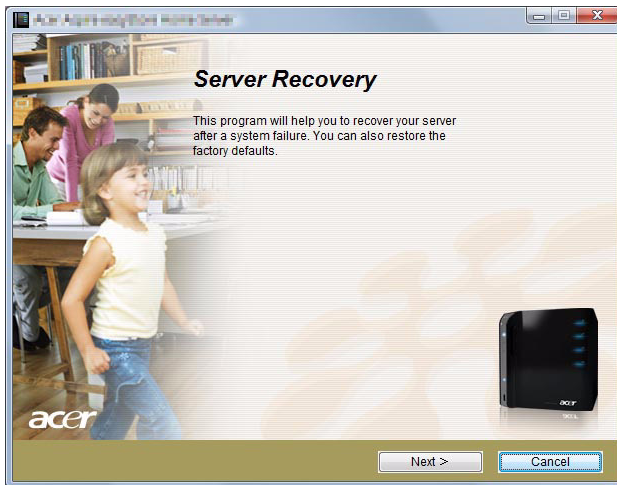 Server Recovery
This program will help you to recover your server
after a system failure. You can also restore the
factory defaults.
acer
acer
Next >
Cancel